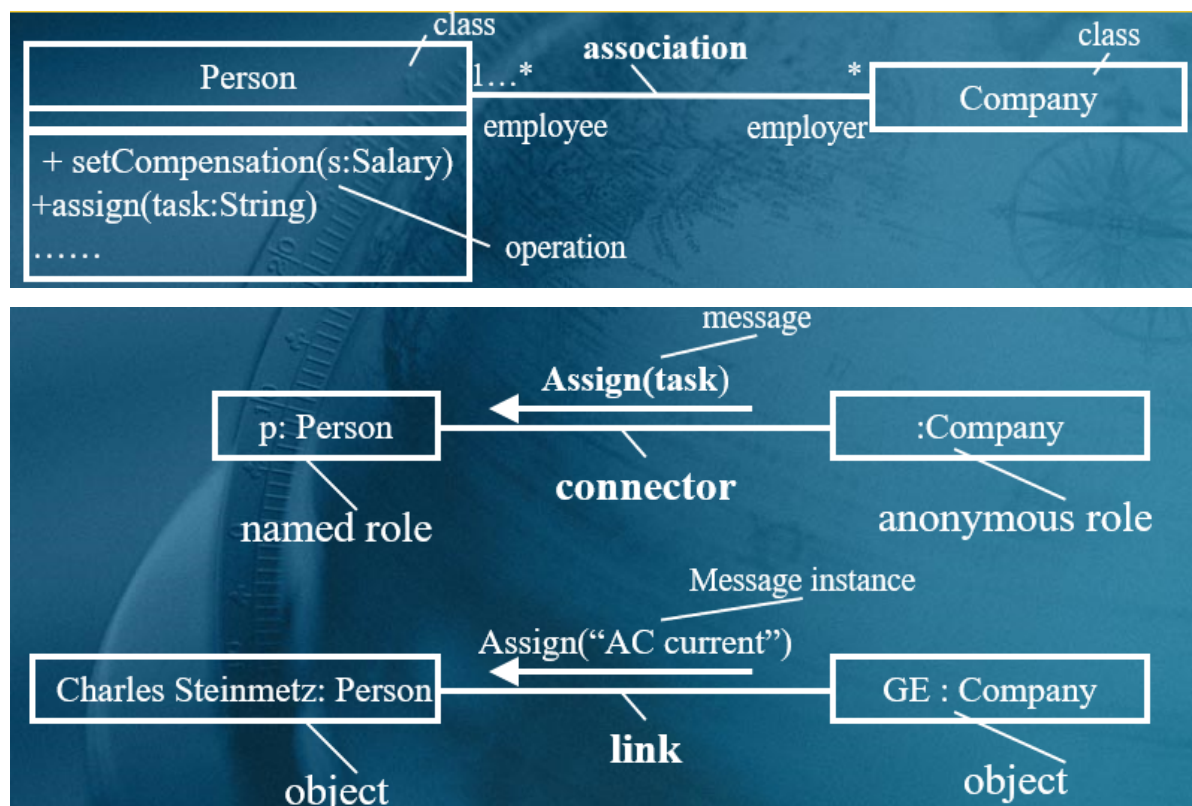 class
class
association
Person
1…*
*
Company
employee
employer
+ setCompensation(s:Salary)
+assign(task:String)
……
operation
message
Assign(task)
p: Person
:Company
connector
named role
anonymous role
Message instance
Assign(“AC current”)
Charles Steinmetz: Person
GE : Company
link
object
object